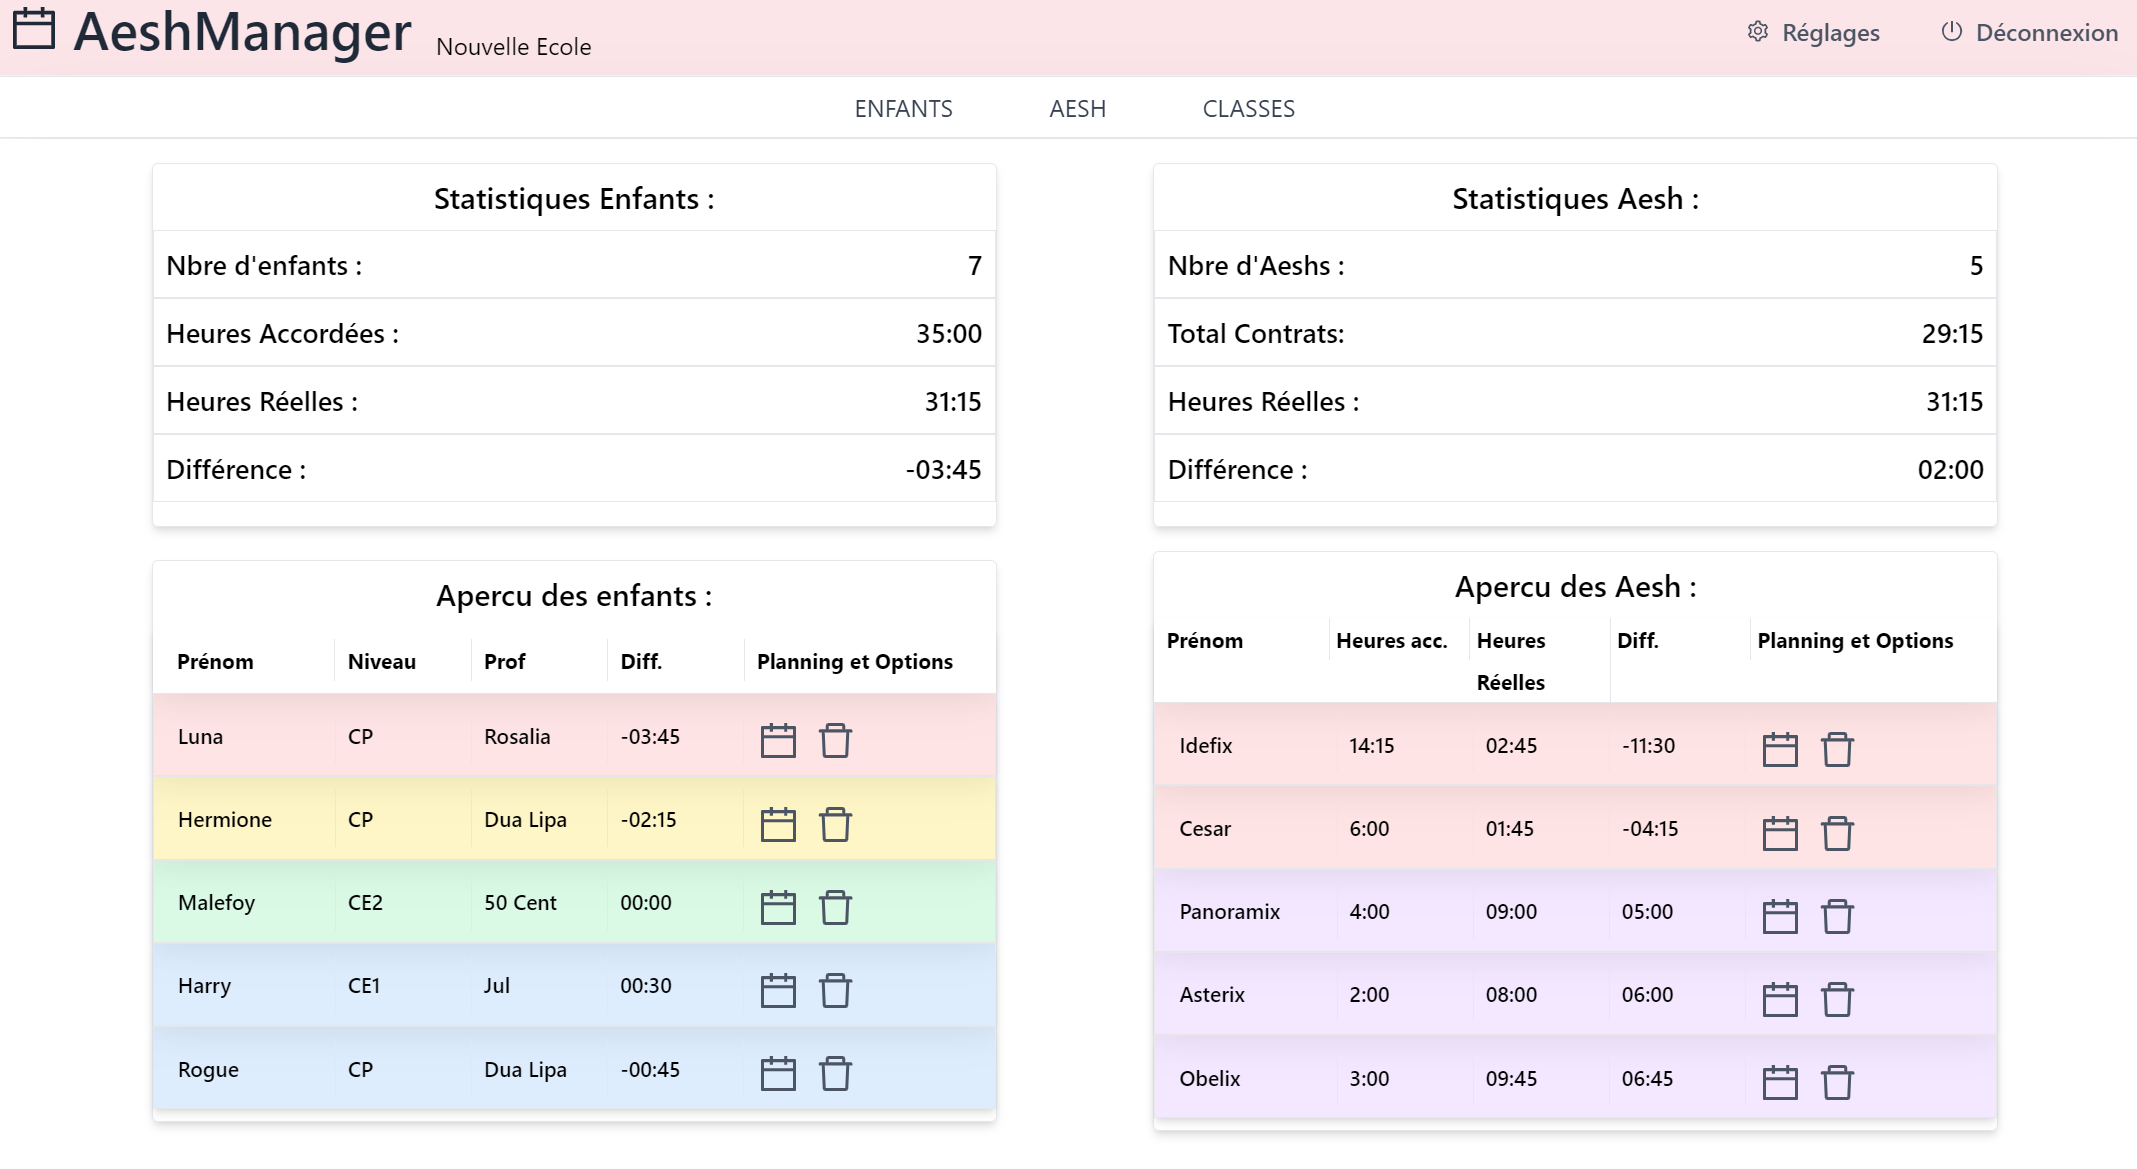 AeshManager Nouvelle Ecole Réglages Déconnexion
ENFANTS AESH CLASSES
Statistiques Enfants :
Nbre d'enfants : 7
Heures Accordées : 35:00
Heures Réelles : 31:15
Différence : -03:45
Statistiques Aesh :
Nbre d'Aeshs : 5
Total Contrats: 29:15
Heures Réelles : 31:15
Différence : 02:00
Apercu des enfants :
Prénom Niveau Prof Diff. Planning et Options
Luna CP Rosalia -03:45
Hermione CP Dua Lipa -02:15
Malefoy CE2 50 Cent 00:00
Harry CE1 Jul 00:30
Rogue CP Dua Lipa -00:45
Apercu des Aesh :
Prénom Heures acc. Heures Diff. Planning et Options
Réelles
Idefix 14:15 02:45 -11:30
Cesar 6:00 01:45 -04:15
Panoramix 4:00 09:00 05:00
Asterix 2:00 08:00 06:00
Obelix 3:00 09:45 06:45